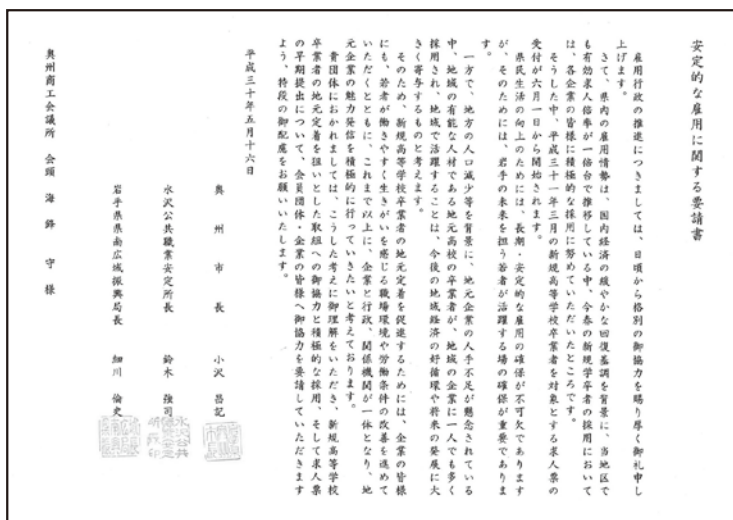 安定的な雇用に関する要請書
雇用行政の推進につきましては、日頃から格別の御協力を賜り厚く御礼申し
上げます。
さて、県内の雇用情勢は、国内経済の緩やかな回復基調を背景に、当地区で
も有効求人倍率が一倍台で推移している中、今春の新規学卒者の採用において
は、各企業の皆様に積極的な採用に努めていただいたところです。
そうした中、平成三十一年三月の新規高等学校卒業者を対象とする求人票の
受付が六月一日から開始されます。
県民生活の向上のためには、長期・安定的な雇用の確保が不可欠であります
が、そのためには、岩手の未来を担う若者が活躍する場の確保が重要でありま
す。
一方で、地方の人口減少等を背景に、地元企業の人手不足が懸念されている
中、地域の有能な人材である地元高校の卒業者が、地域の企業に一人でも多く
採用され、地域で活躍することは、今後の地域経済の好循環や将来の発展に大
きく寄与するものと考えます。
そのため、新規高等学校卒業者の地元定着を促進するためには、企業の皆様
にも、若者が働きやすく生きがいを感じる職場環境や労働条件の改善を進めて
いただくとともに、これまで以上に、企業と行政、関係機関が一体となり、地
元企業の魅力発信を積極的に行っていきたいと考えております。
貴団体におかれましては、こうした考えに御理解をいただき、新規高等学校
卒業者の地元定着を狙いとした取組への御協力と積極的な採用、そして求人票
の早期提出について、会員団体・企業の皆様へ御協力を要請していただきます
よう、特段の御配慮をお願いいたします。
平成三十年五月十六日
奥州市長 小沢 昌記
水沢公共職業安定所長 鈴木 強司
岩手県県南広域振興局長 細川 倫史
奥州商工会議所 会頭 海鋒 守 様